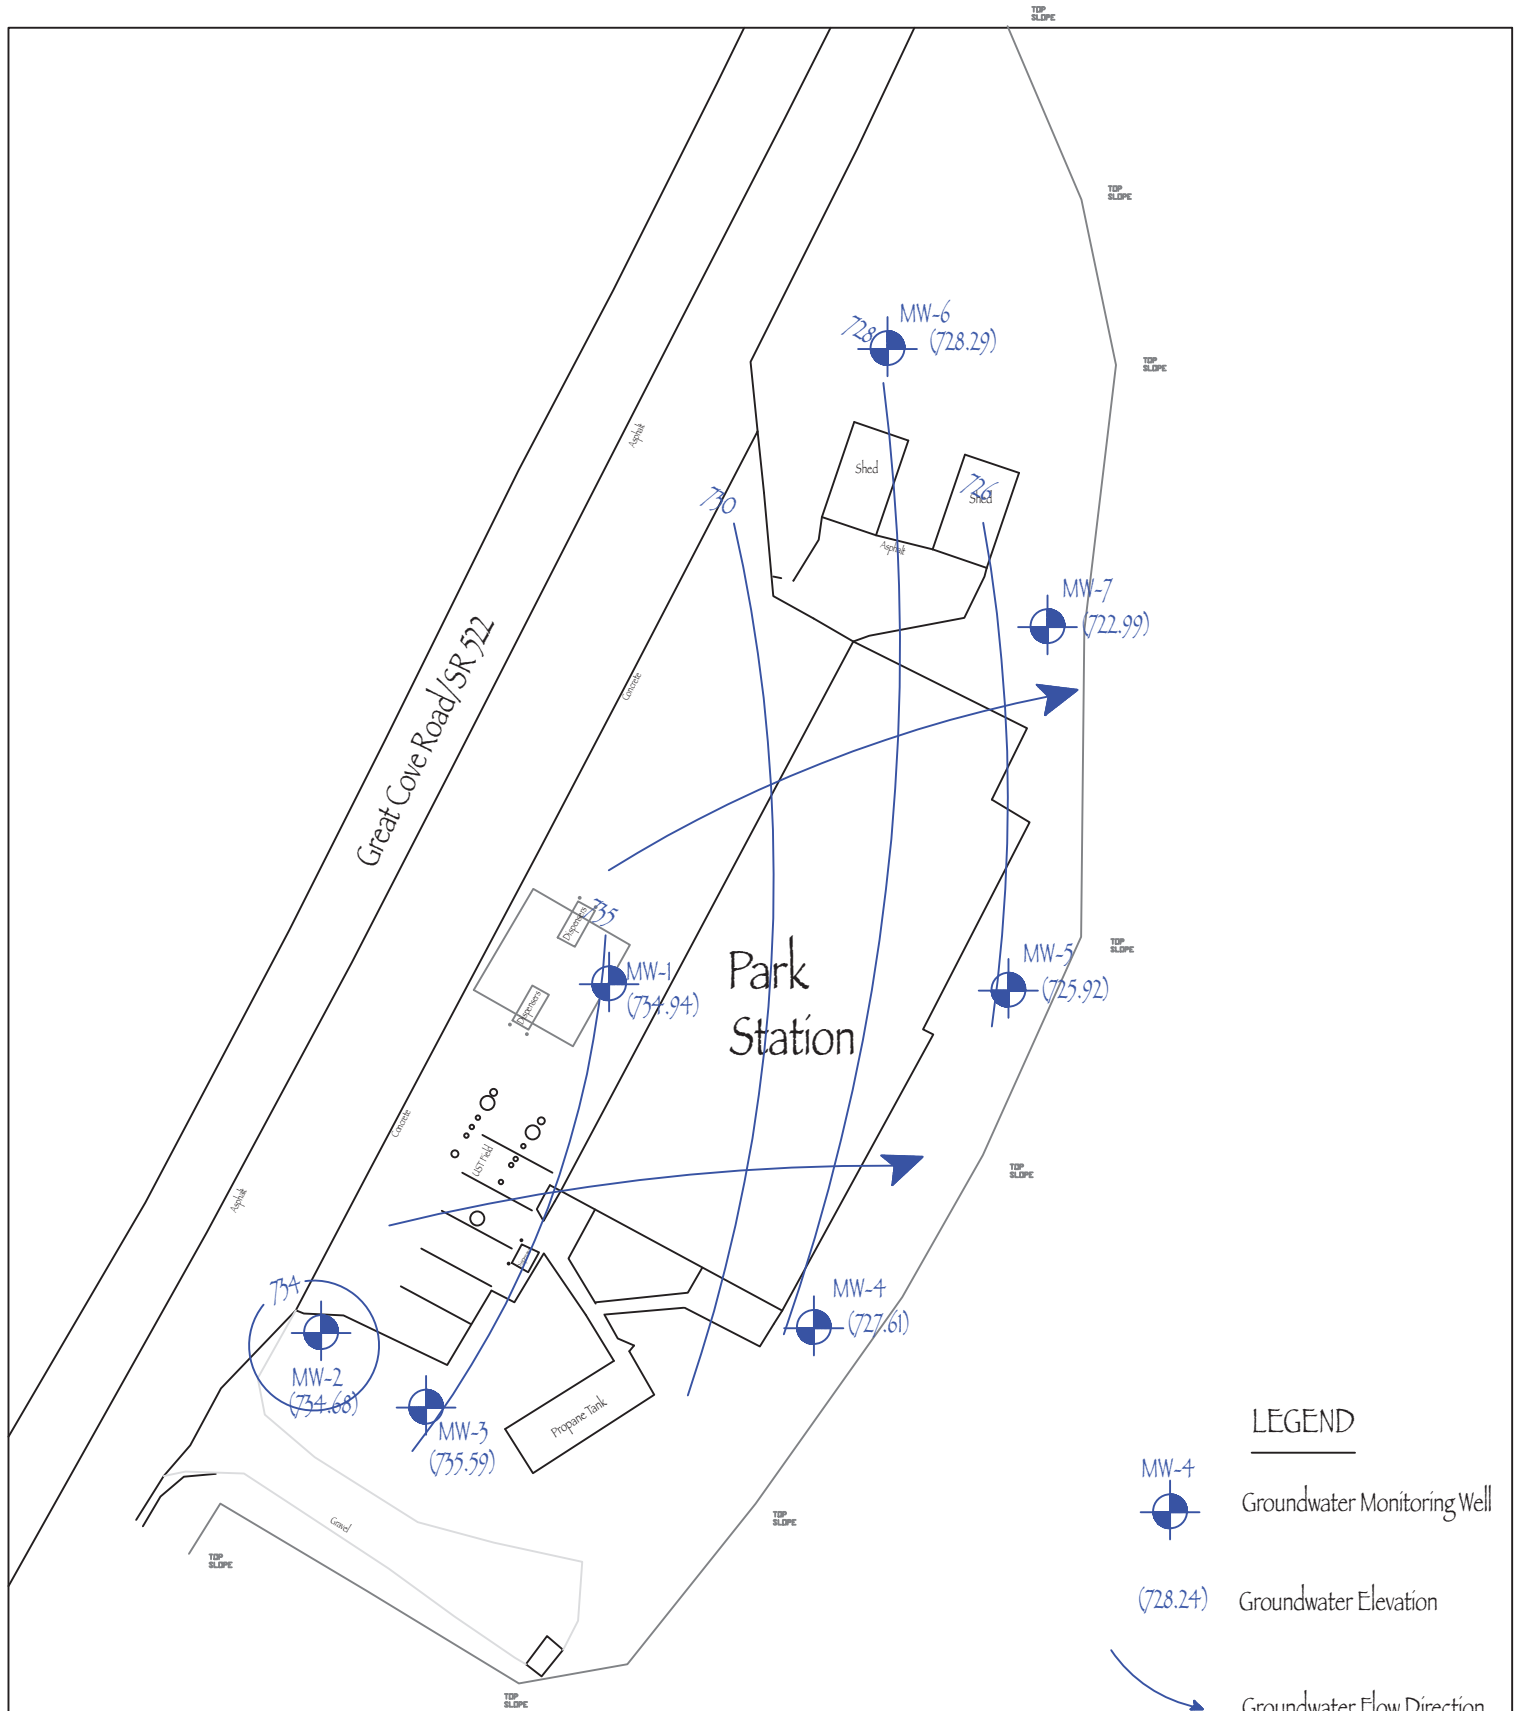 TOP
SLOPE
TOP
SLOPE
MW-6
728
(728.29)
TOP
SLOPE
Asphalt
Shed
726
Shed
730
Asphalt
MW-7
(722.99)
Great Cove Road/SR 522
Concrete
735
Dispensers
Park
Station
TOP
SLOPE
MW-5
(725.92)
MW-1
(734.94)
Dispensers
Concrete
UST Field
TOP
SLOPE
Asphalt
734
MW-4
(727.61)
MW-2
(734.68)
MW-3
(735.59)
Propane Tank
LEGEND
MW-4
Groundwater Monitoring Well
TOP
SLOPE
Gravel
TOP
SLOPE
(728.24)
Groundwater Elevation
TOP
SLOPE
Groundwater Flow Direction